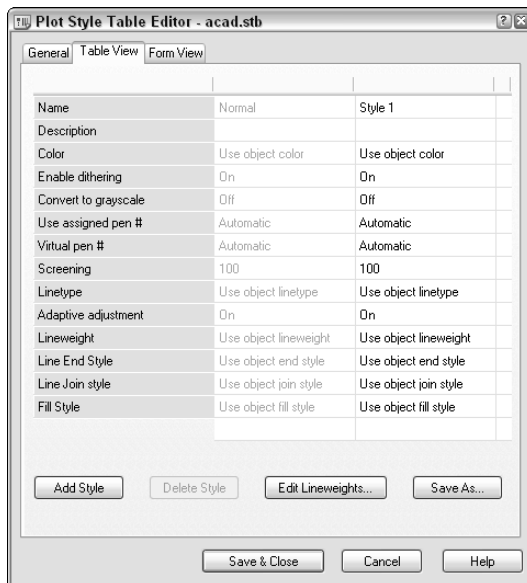 Plot Style Table Editor - acad.stb
General Table View Form View
Name Normal Style 1
Description
Color Use object color Use object color
Enable dithering On On
Convert to grayscale Off Off
Use assigned pen # Automatic Automatic
Virtual pen # Automatic Automatic
Screening 100 100
Linetype Use object linetype Use object linetype
Adaptive adjustment On On
Lineweight Use object lineweight Use object lineweight
Line End Style Use object end style Use object end style
Line Join style Use object join style Use object join style
Fill Style Use object fill style Use object fill style
Add Style Delete Style Edit Lineweights... Save As...
Save & Close Cancel Help